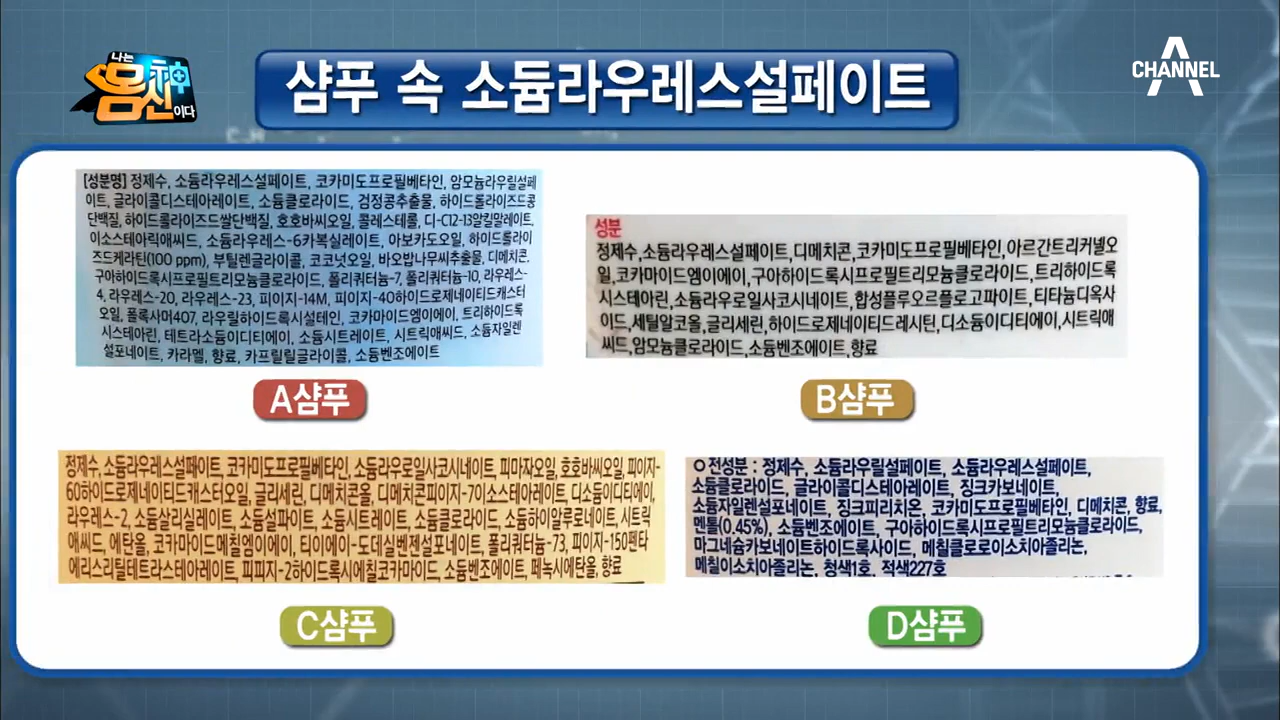 나는
몸神
몸신이다
샴푸 속 소듐라우레스설페이트
CHANNEL A
[성분명] 정제수, 소듐라우레스설페이트, 코카미도프로필베타인, 암모늄라우릴설페
이트, 글라이콜디스테아레이트, 소듐클로라이드, 검정콩추출물, 하이드롤라이즈드콩
단백질, 하이드롤라이즈드쌀단백질, 호호바씨오일, 콜레스테롤, 디-C12-13알킬말레이트,
이소스테아릭애씨드, 소듐라우레스-6카복실레이트, 아보카도오일, 하이드롤라이
즈드케라틴(100 ppm), 부틸렌글라이콜, 코코넛오일, 바오밥나무씨추출물, 디메치콘,
구아하이드록시프로필트리모늄클로라이드, 폴리쿼터늄-7, 폴리쿼터늄-10, 라우레스-
4, 라우레스-20, 라우레스-23, 피이지-14M, 피이지-40하이드로제네이티드캐스터
오일, 폴록사머407, 라우릴하이드록시설테인, 코카마이드엠이에이, 트리하이드록
시스테아린, 테트라소듐이디티에이, 소듐시트레이트, 시트릭애씨드, 소듐자일렌
설포네이트, 카라멜, 향료, 카프릴릴글라이콜, 소듐벤조에이트
A샴푸
성분
정제수,소듐라우레스설페이트,디메치콘,코카미도프로필베타인,아르간트리커넬오
일,코카마이드엠이에이,구아하이드록시프로필트리모늄클로라이드,트리하이드록
시스테아린,소듐라우로일사코시네이트,합성플루오르플로고파이트,티타늄디옥사
이드,세틸알코올,글리세린,하이드로제네이티드레시틴,디소듐이디티에이,시트릭애
씨드,암모늄클로라이드,소듐벤조에이트,향료
B샴푸
정제수, 소듐라우레스설페이트, 코카미도프로필베타인, 소듐라우로일사코시네이트, 피마자오일, 호호바씨오일, 피이지-
60하이드로제네이티드캐스터오일, 글리세린, 디메치콘올, 디메치콘피이지-7이소스테아레이트, 디소듐이디티에이,
라우레스-2, 소듐살리실레이트, 소듐설파이트, 소듐시트레이트, 소듐클로라이드, 소듐하이알루로네이트, 시트릭
애씨드, 에탄올, 코카마이드메칠엠이에이, 티이에이-도데실벤젠설포네이트, 폴리쿼터늄-73, 피이지-150펜타
에리스리틸테트라스테아레이트, 피피지-2하이드록시에칠코카마이드, 소듐벤조에이트, 페녹시에탄올, 향료
C샴푸
ㅇ전성분 : 정제수, 소듐라우릴설페이트, 소듐라우레스설페이트,
소듐클로라이드, 글라이콜디스테아레이트, 징크카보네이트,
소듐자일렌설포네이트, 징크피리치온, 코카미도프로필베타인, 디메치콘, 향료,
멘톨(0.45%), 소듐벤조에이트, 구아하이드록시프로필트리모늄클로라이드,
마그네슘카보네이트하이드록사이드, 메칠클로로이소치아졸리논,
메칠이소치아졸리논, 청색1호, 적색227호
D샴푸